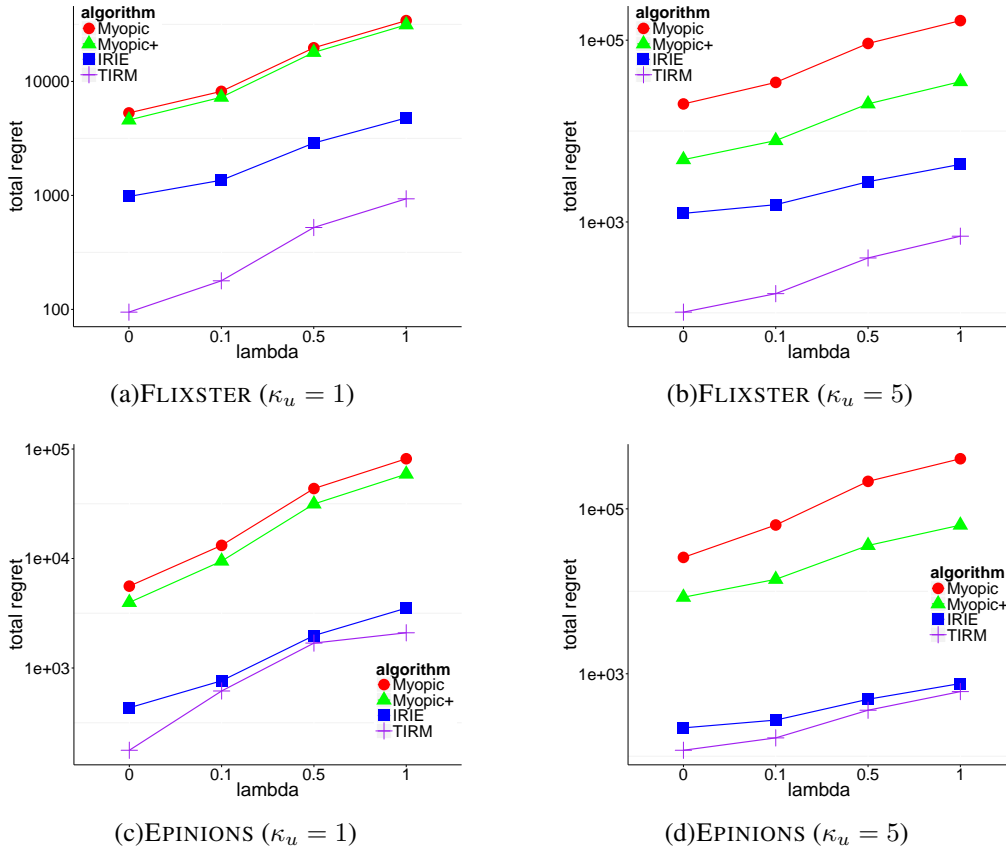 algorithm
Myopic
Myopic+
IRIE
TIRM
10000
1000
100
total regret
0 0.1 0.5 1
lambda
(a)FLIXSTER (κu = 1)
algorithm
Myopic
Myopic+
IRIE
TIRM
1e+05
1e+03
total regret
0 0.1 0.5 1
lambda
(b)FLIXSTER (κu = 5)
1e+05
1e+04
1e+03
total regret
algorithm
Myopic
Myopic+
IRIE
TIRM
0 0.1 0.5 1
lambda
(c)EPINIONS (κu = 1)
1e+05
1e+03
total regret
algorithm
Myopic
Myopic+
IRIE
TIRM
0 0.1 0.5 1
lambda
(d)EPINIONS (κu = 5)